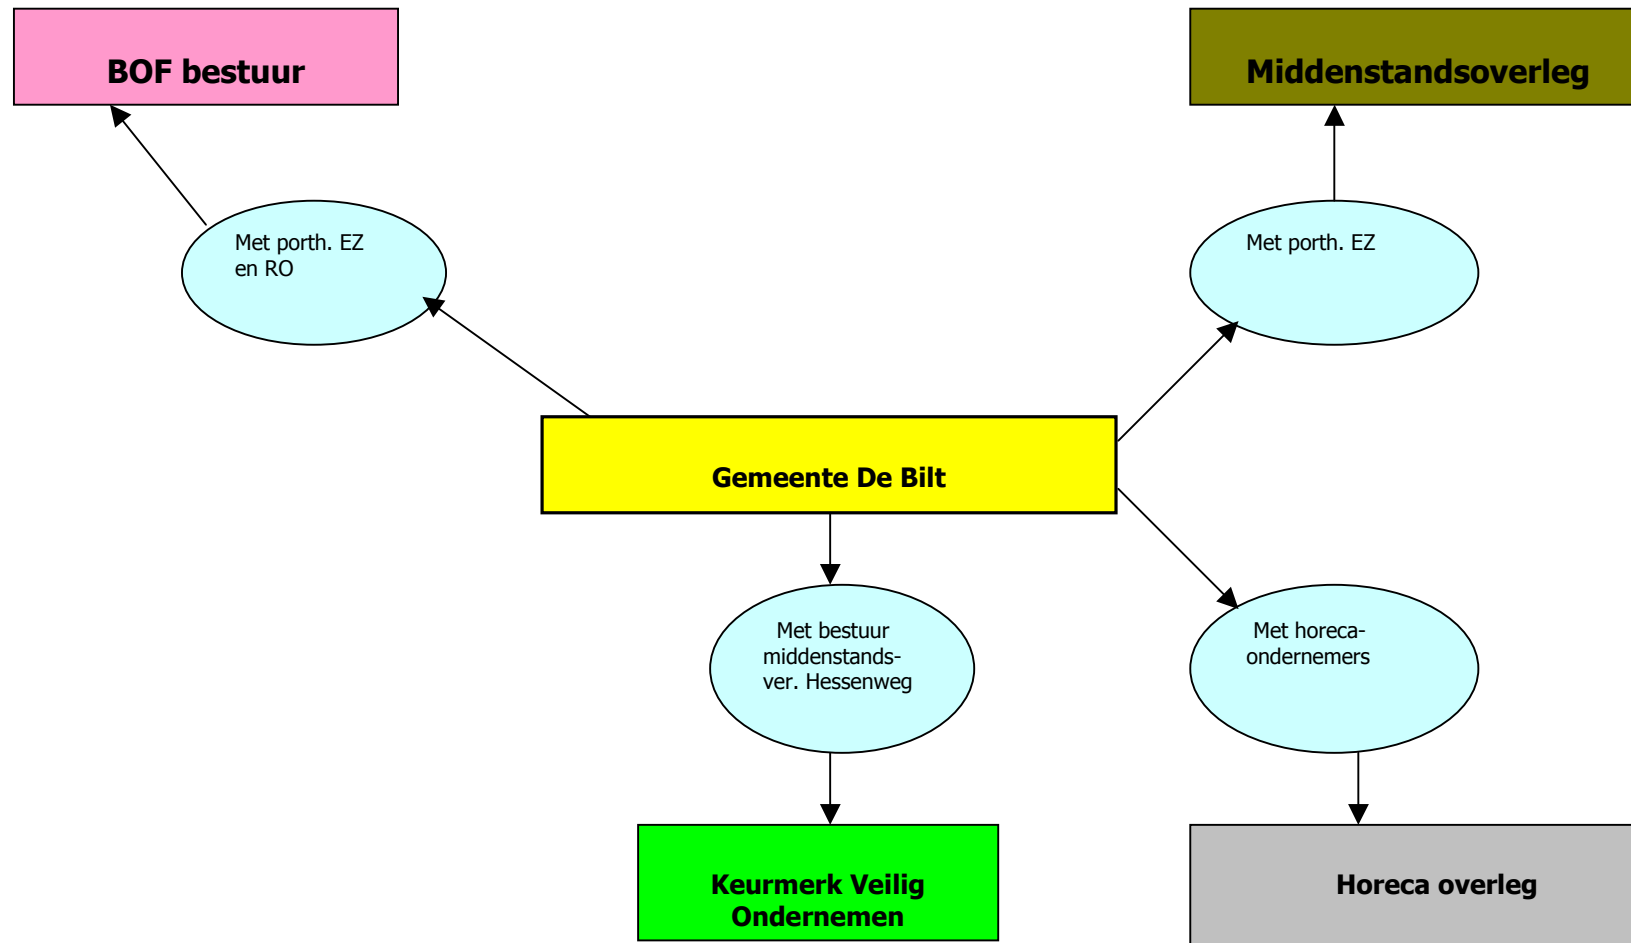 BOF bestuur
Middenstandsoverleg
Met porth. EZ
en RO
Met porth. EZ
Gemeente De Bilt
Met bestuur
middenstands-
ver. Hessenweg
Met horeca-
ondernemers
Keurmerk Veilig
Ondernemen
Horeca overleg